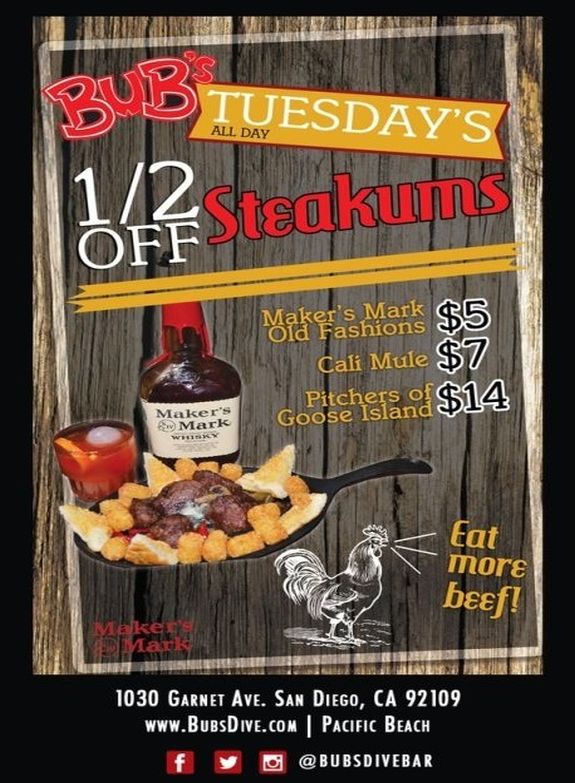 BUB'S
TUESDAY'S
ALL DAY
1/2
OFF
Steakums
Maker's Mark
Old Fashions $5
Cali Mule $7
Pitchers of
Goose Island $14
Maker's
SIV Mark
WHISKY
Eat
more
beef!
Maker's
SIV Mark
1030 GARNET AVE. SAN DIEGO, CA 92109
WWW.BUBSDIVE.COM | PACIFIC BEACH
f @BUBSDIVEBAR